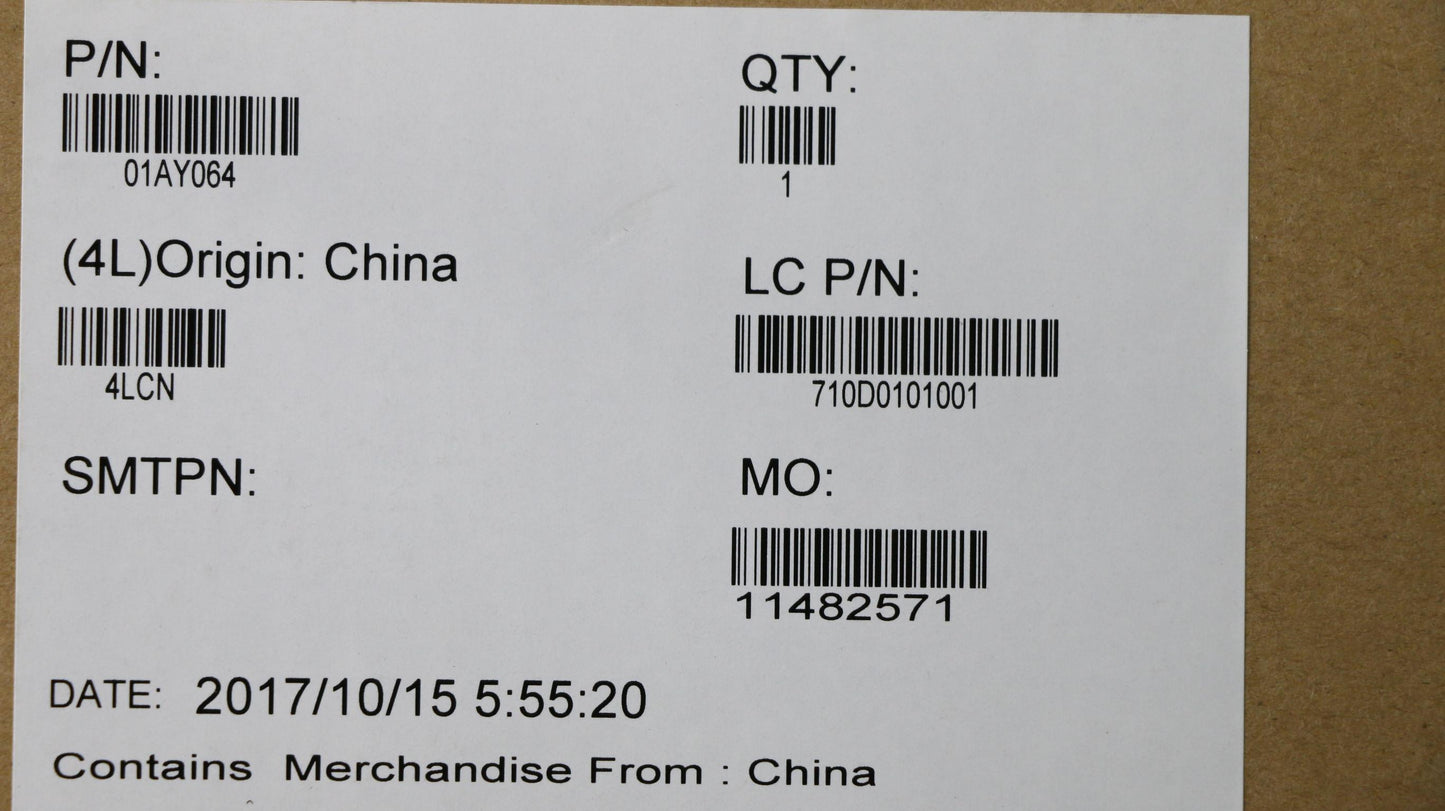 P/N:
01AY064
QTY:
1
(4L)Origin: China
4LCN
LC P/N:
710D0101001
SMTPN:
MO:
11482571
DATE: 2017/10/15 5:55:20
Contains Merchandise From : China